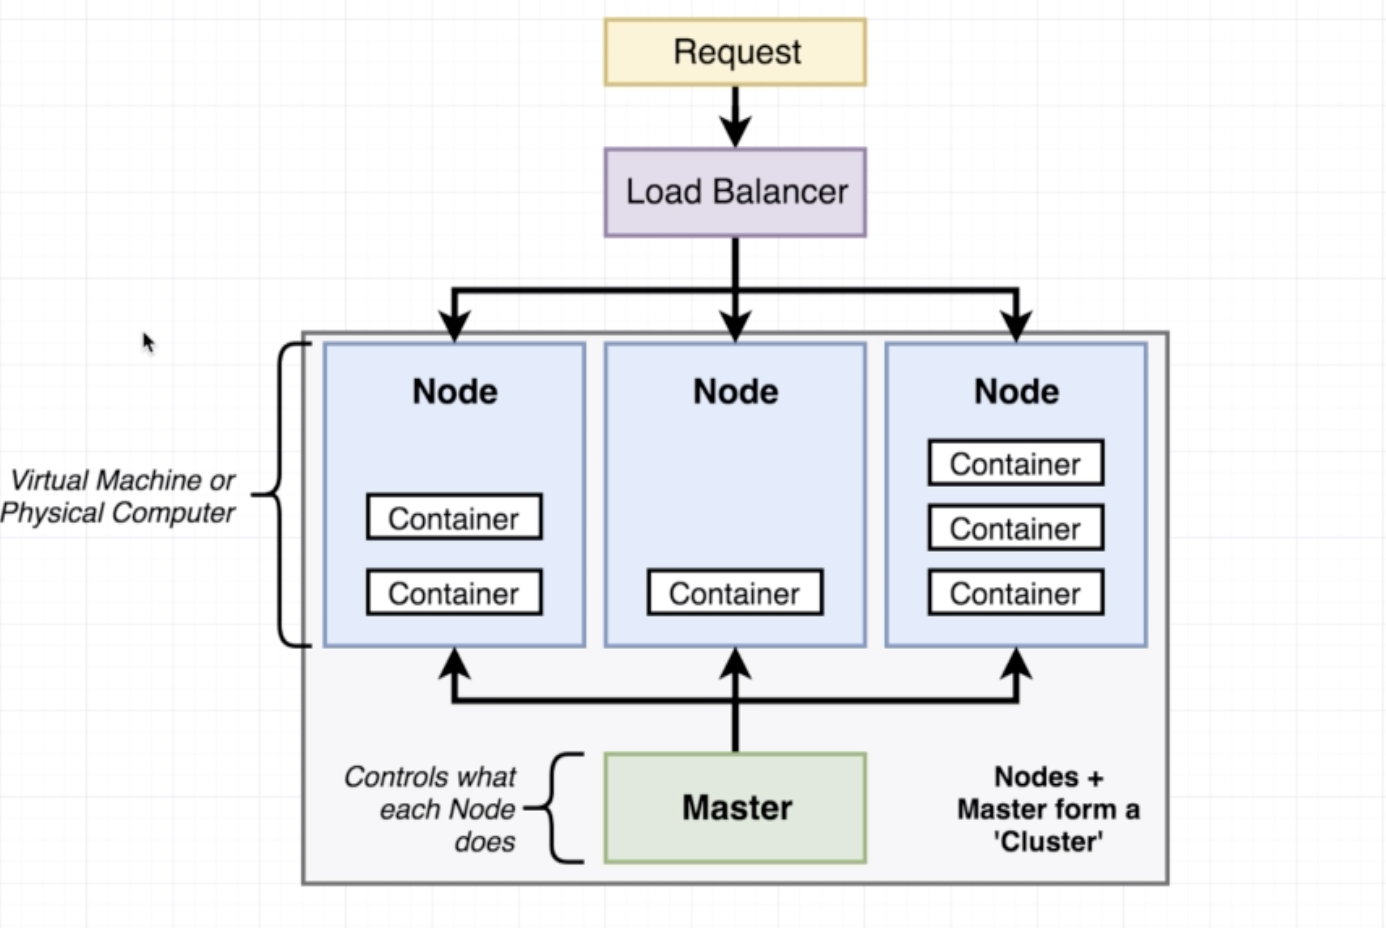 Request
Load Balancer
Node
Node
Node
Container
Container
Container
Container
Container
Container
Virtual Machine or
Physical Computer
Controls what
each Node
does
Master
Nodes +
Master form a
'Cluster'